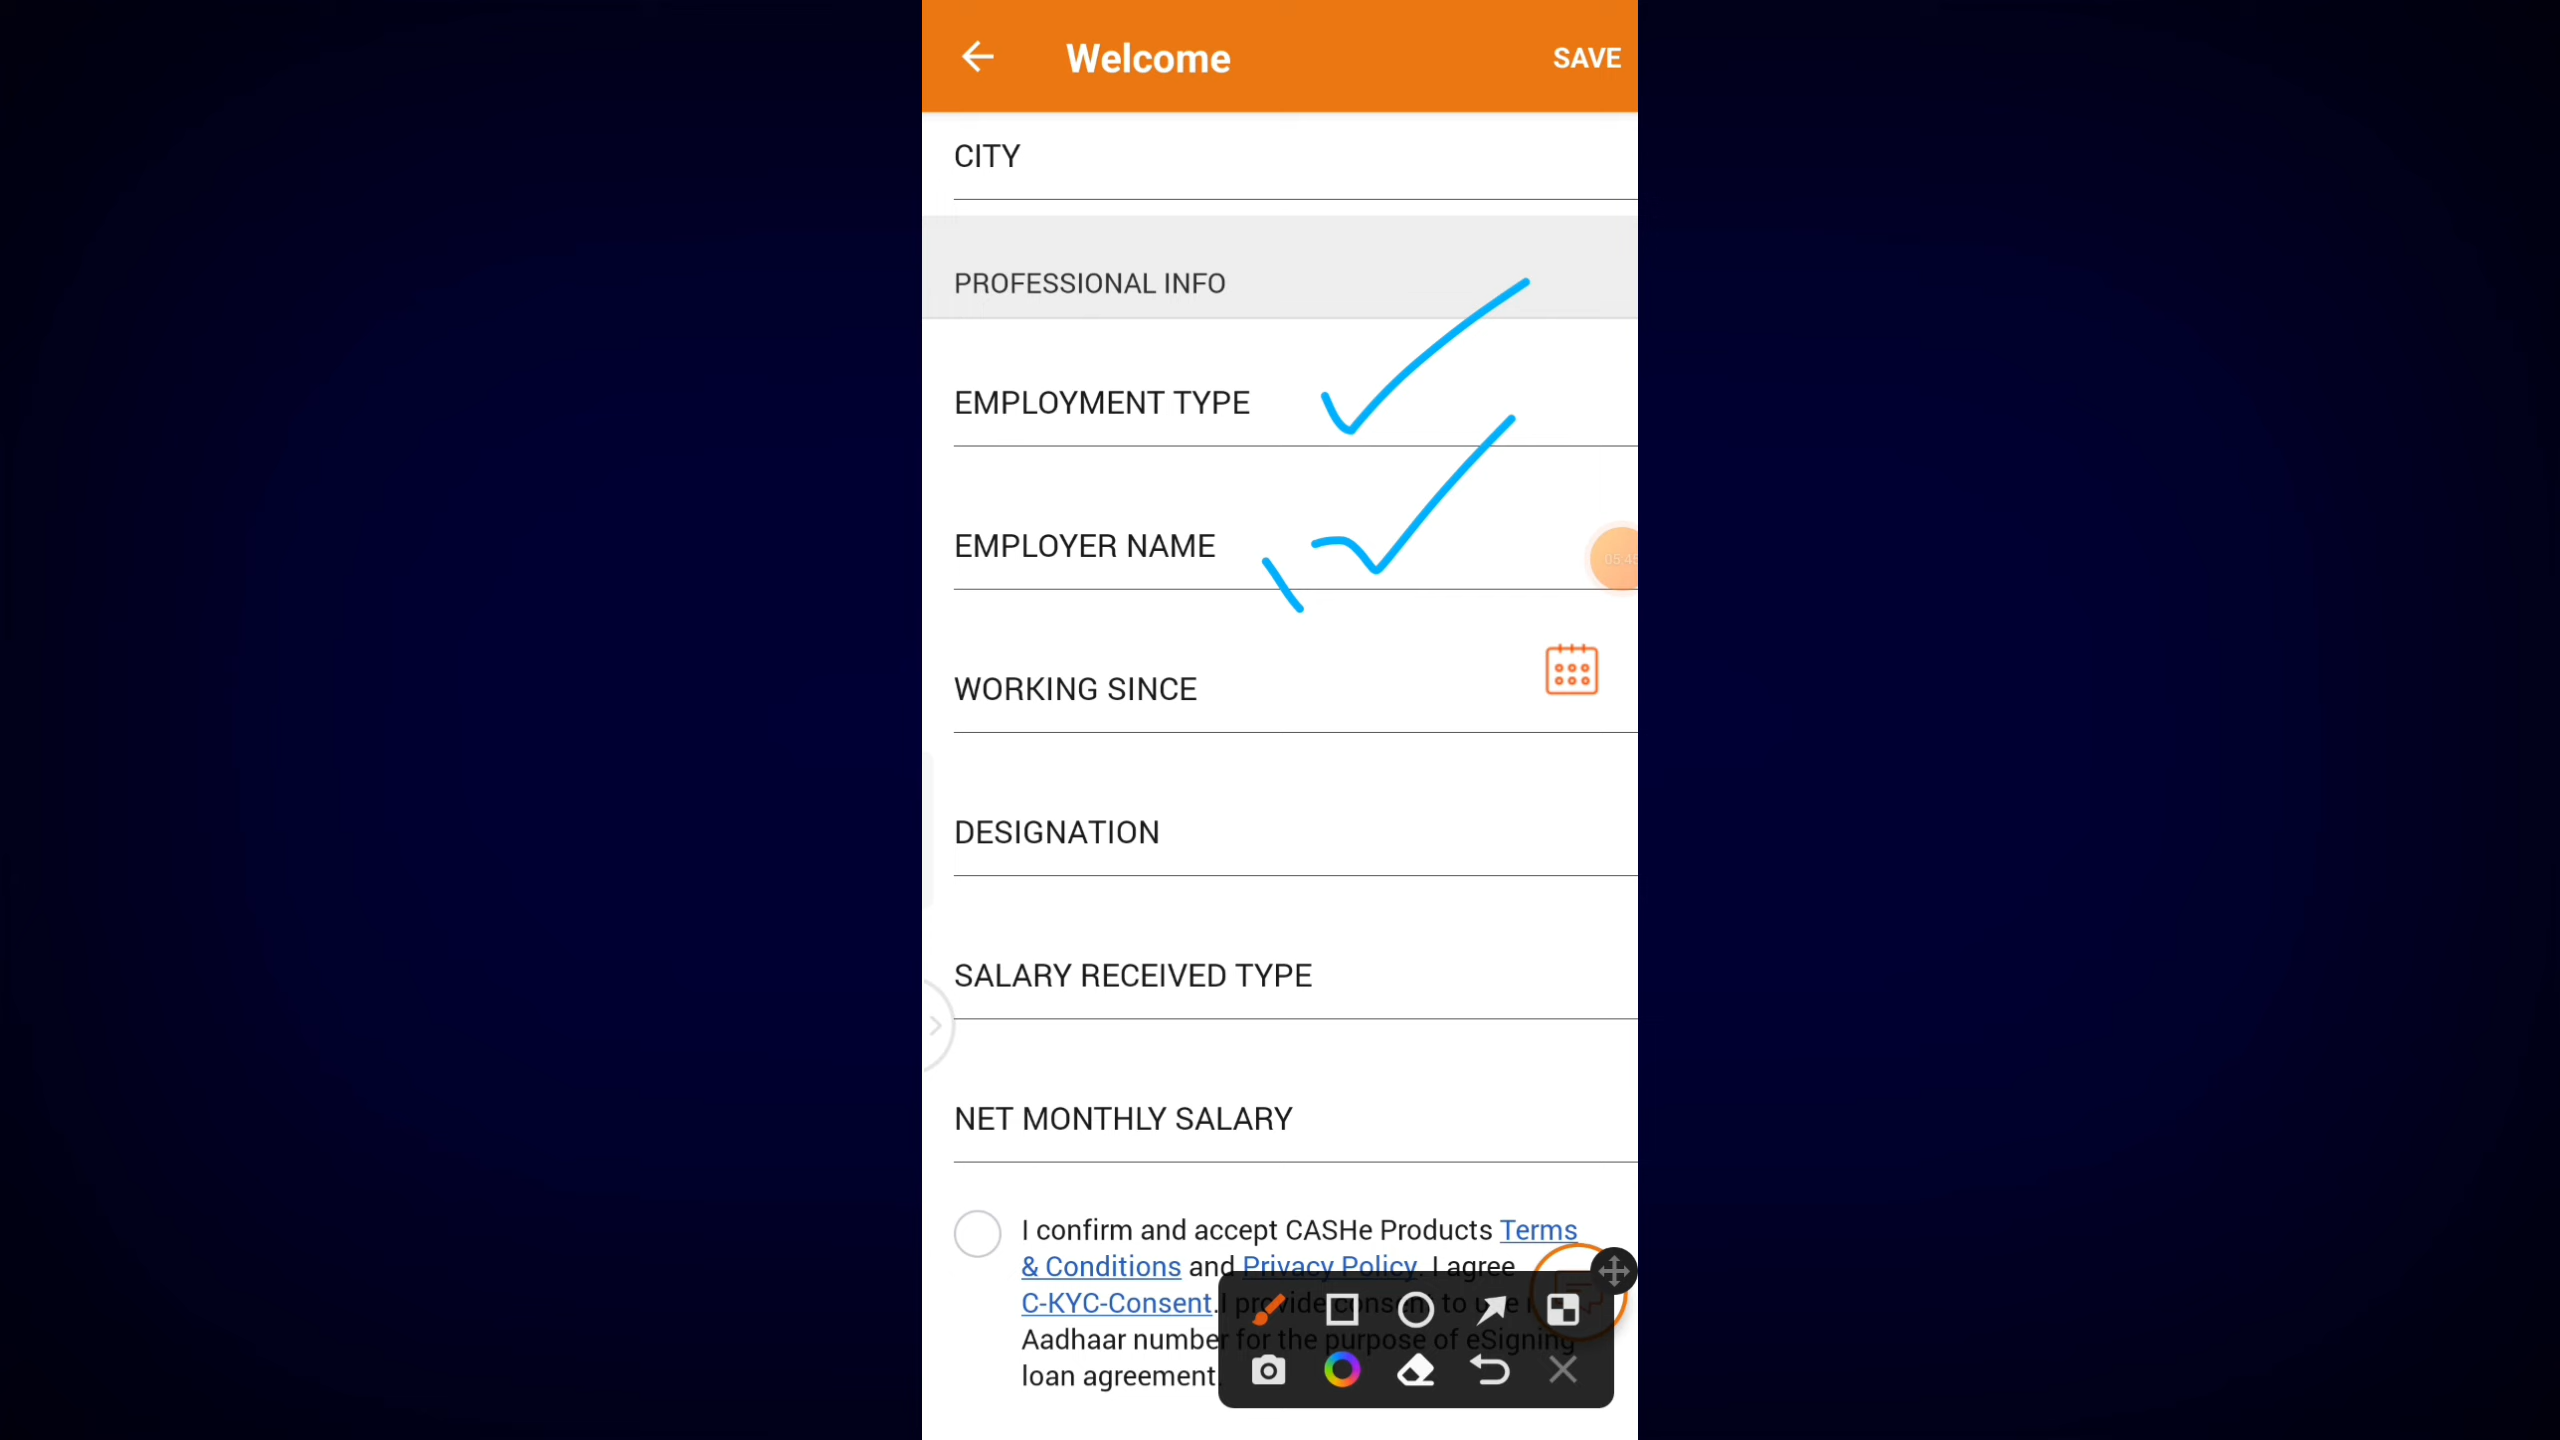 Welcome
SAVE
CITY
PROFESSIONAL INFO
EMPLOYMENT TYPE
EMPLOYER NAME
05:4
WORKING SINCE
DESIGNATION
SALARY RECEIVED TYPE
NET MONTHLY SALARY
I confirm and accept CASHe Products Terms
& Conditions and Privacy Policy. I agree
C-KYC-Consent.I provide consent to
Aadhaar number for the purpose of eSigning
loan agreement.